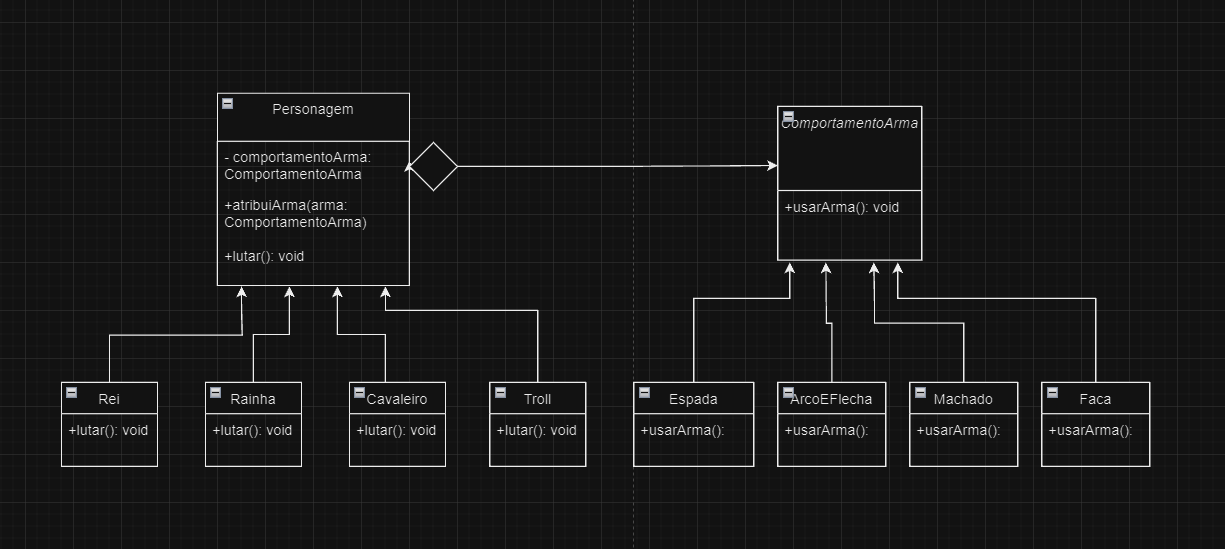 Personagem
- comportamentoArma:
ComportamentoArma
+atribuiArma(arma:
ComportamentoArma)
+lutar(): void
ComportamentoArma
+usarArma(): void
Rei
+lutar(): void
Rainha
+lutar(): void
Cavaleiro
+lutar(): void
Troll
+lutar(): void
Espada
+usarArma():
ArcoEFlecha
+usarArma():
Machado
+usarArma():
Faca
+usarArma():